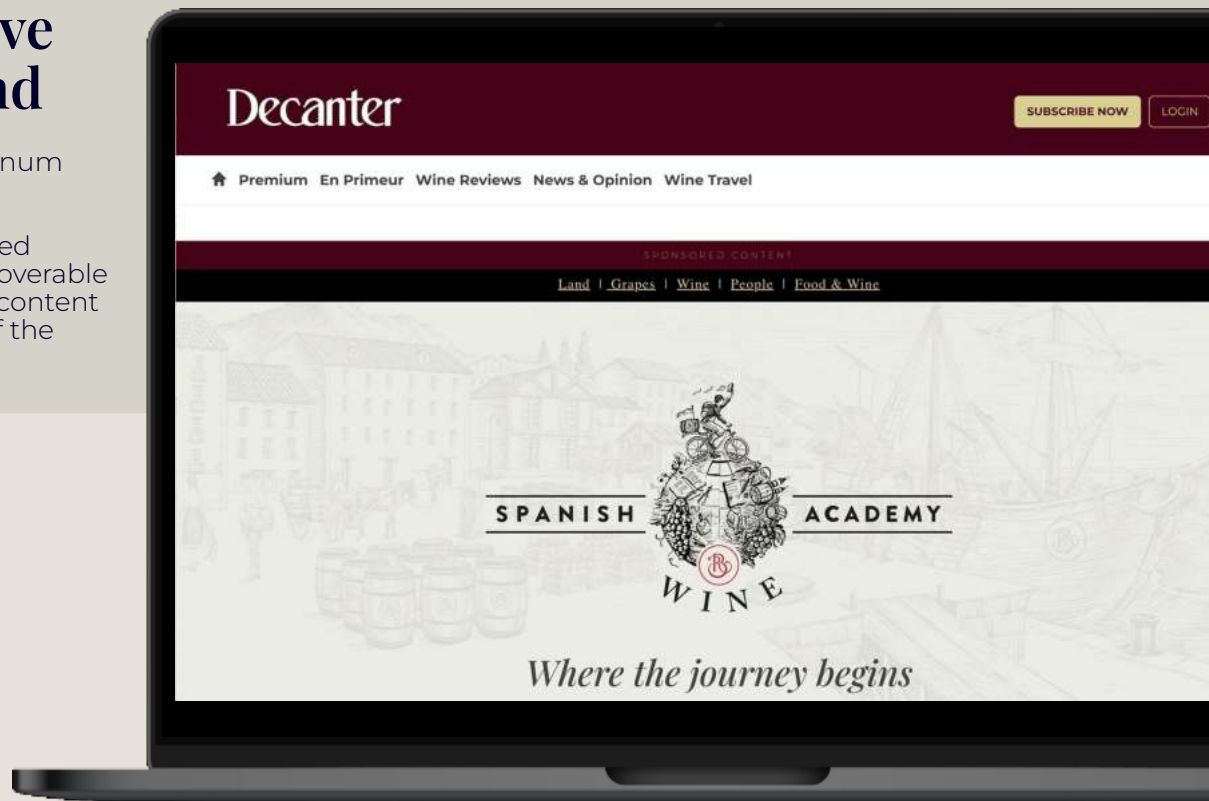 ve
nd
num
ed
overable
content
f the
Decanter
SUBSCRIBE NOW
LOGIN
Premium En Primeur Wine Reviews News & Opinion Wine Travel
SPONSORED CONTENT
Land | Grapes | Wine | People | Food & Wine
SPANISH ACADEMY
WINE
Where the journey begins